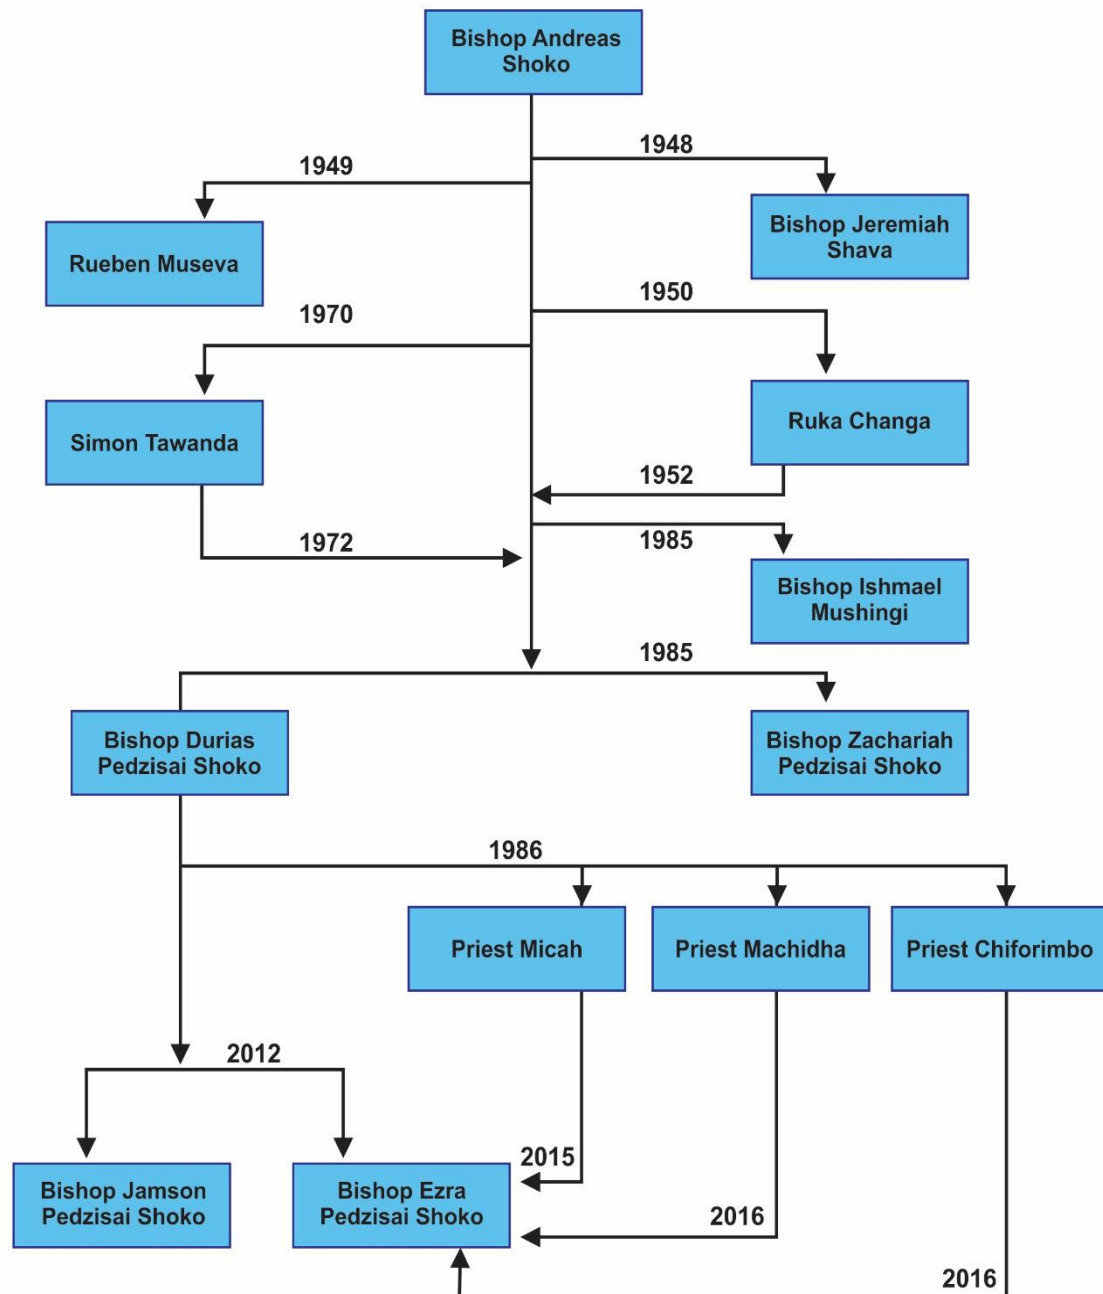 Bishop Andreas
Shoko
1949
1948
Rueben Museva
Bishop Jeremiah
Shava
1970
1950
Simon Tawanda
Ruka Changa
1952
1972
1985
Bishop Ishmael
Mushingi
1985
Bishop Durias
Pedzisai Shoko
Bishop Zachariah
Pedzisai Shoko
1986
Priest Micah
Priest Machidha
Priest Chiforimbo
2012
Bishop Jamson
Pedzisai Shoko
Bishop Ezra
Pedzisai Shoko
2015
2016
2016